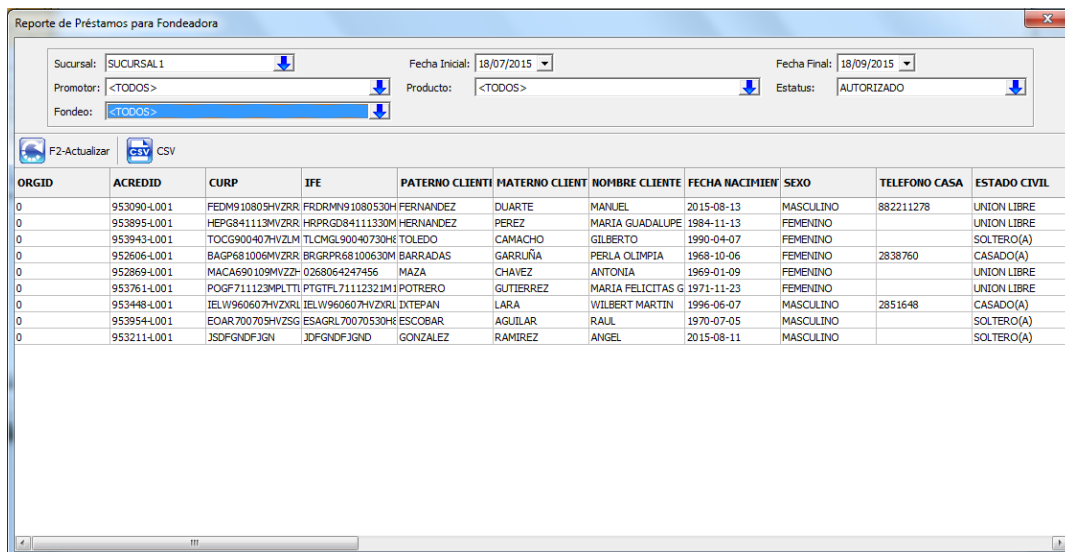 Reporte de Préstamos para Fondeadora
Sucursal: SUCURSAL1 Fecha Inicial: 18/07/2015 Fecha Final: 18/09/2015
Promotor: <TODOS> Producto: <TODOS> Estatus: AUTORIZADO
Fondeo: <TODOS>
F2-Actualizar CSV CSV
ORGID ACREDID CURP IFE PATERNO CLIENTI MATERNO CLIENT NOMBRE CLIENTE FECHA NACIMIEN SEXO TELEFONO CASA ESTADO CIVIL
0 953090-L001 FEDM910805HVZRR FRDRMN91080530H FERNANDEZ DUARTE MANUEL 2015-08-13 MASCULINO 882211278 UNION LIBRE
0 953895-L001 HEPG841113MVZRR HRPRGD84111330M HERNANDEZ PEREZ MARIA GUADALUPE 1984-11-13 FEMENINO UNION LIBRE
0 953943-L001 TOCG900407HVZLM TLCMGL90040730H8 TOLEDO CAMACHO GILBERTO 1990-04-07 FEMENINO SOLTERO(A)
0 952606-L001 BAGP681006MVZRR BRGRPR68100630M BARRADAS GARRUÑA PERLA OLIMPIA 1968-10-06 FEMENINO 2838760 CASADO(A)
0 952869-L001 MACA690109MVZZH 0268064247456 MAZA CHAVEZ ANTONIA 1969-01-09 FEMENINO UNION LIBRE
0 953761-L001 POGF711123MPLTTL PTGTFL71112321M1 POTRERO GUTIERREZ MARIA FELICITAS G 1971-11-23 FEMENINO UNION LIBRE
0 953448-L001 IELW960607HVZXRL IELW960607HVZXRL IXTEPAN LARA WILBERT MARTIN 1996-06-07 MASCULINO 2851648 CASADO(A)
0 953954-L001 EOAR700705HVZSG ESAGRL70070530H8 ESCOBAR AGUILAR RAUL 1970-07-05 MASCULINO SOLTERO(A)
0 953211-L001 JSDFGNDFJGN JDFGNDFJGND GONZALEZ RAMIREZ ANGEL 2015-08-11 MASCULINO SOLTERO(A)